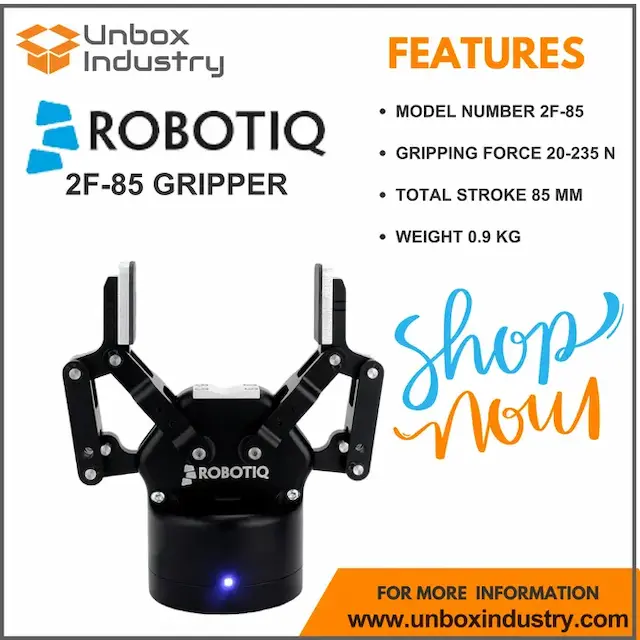 Unbox
Industry
ROBOTIQ
2F-85 GRIPPER
FEATURES
• MODEL NUMBER 2F-85
• GRIPPING FORCE 20-235 N
• TOTAL STROKE 85 MM
• WEIGHT 0.9 KG
shop
now
ROBOTIQ
FOR MORE INFORMATION
www.unboxindustry.com